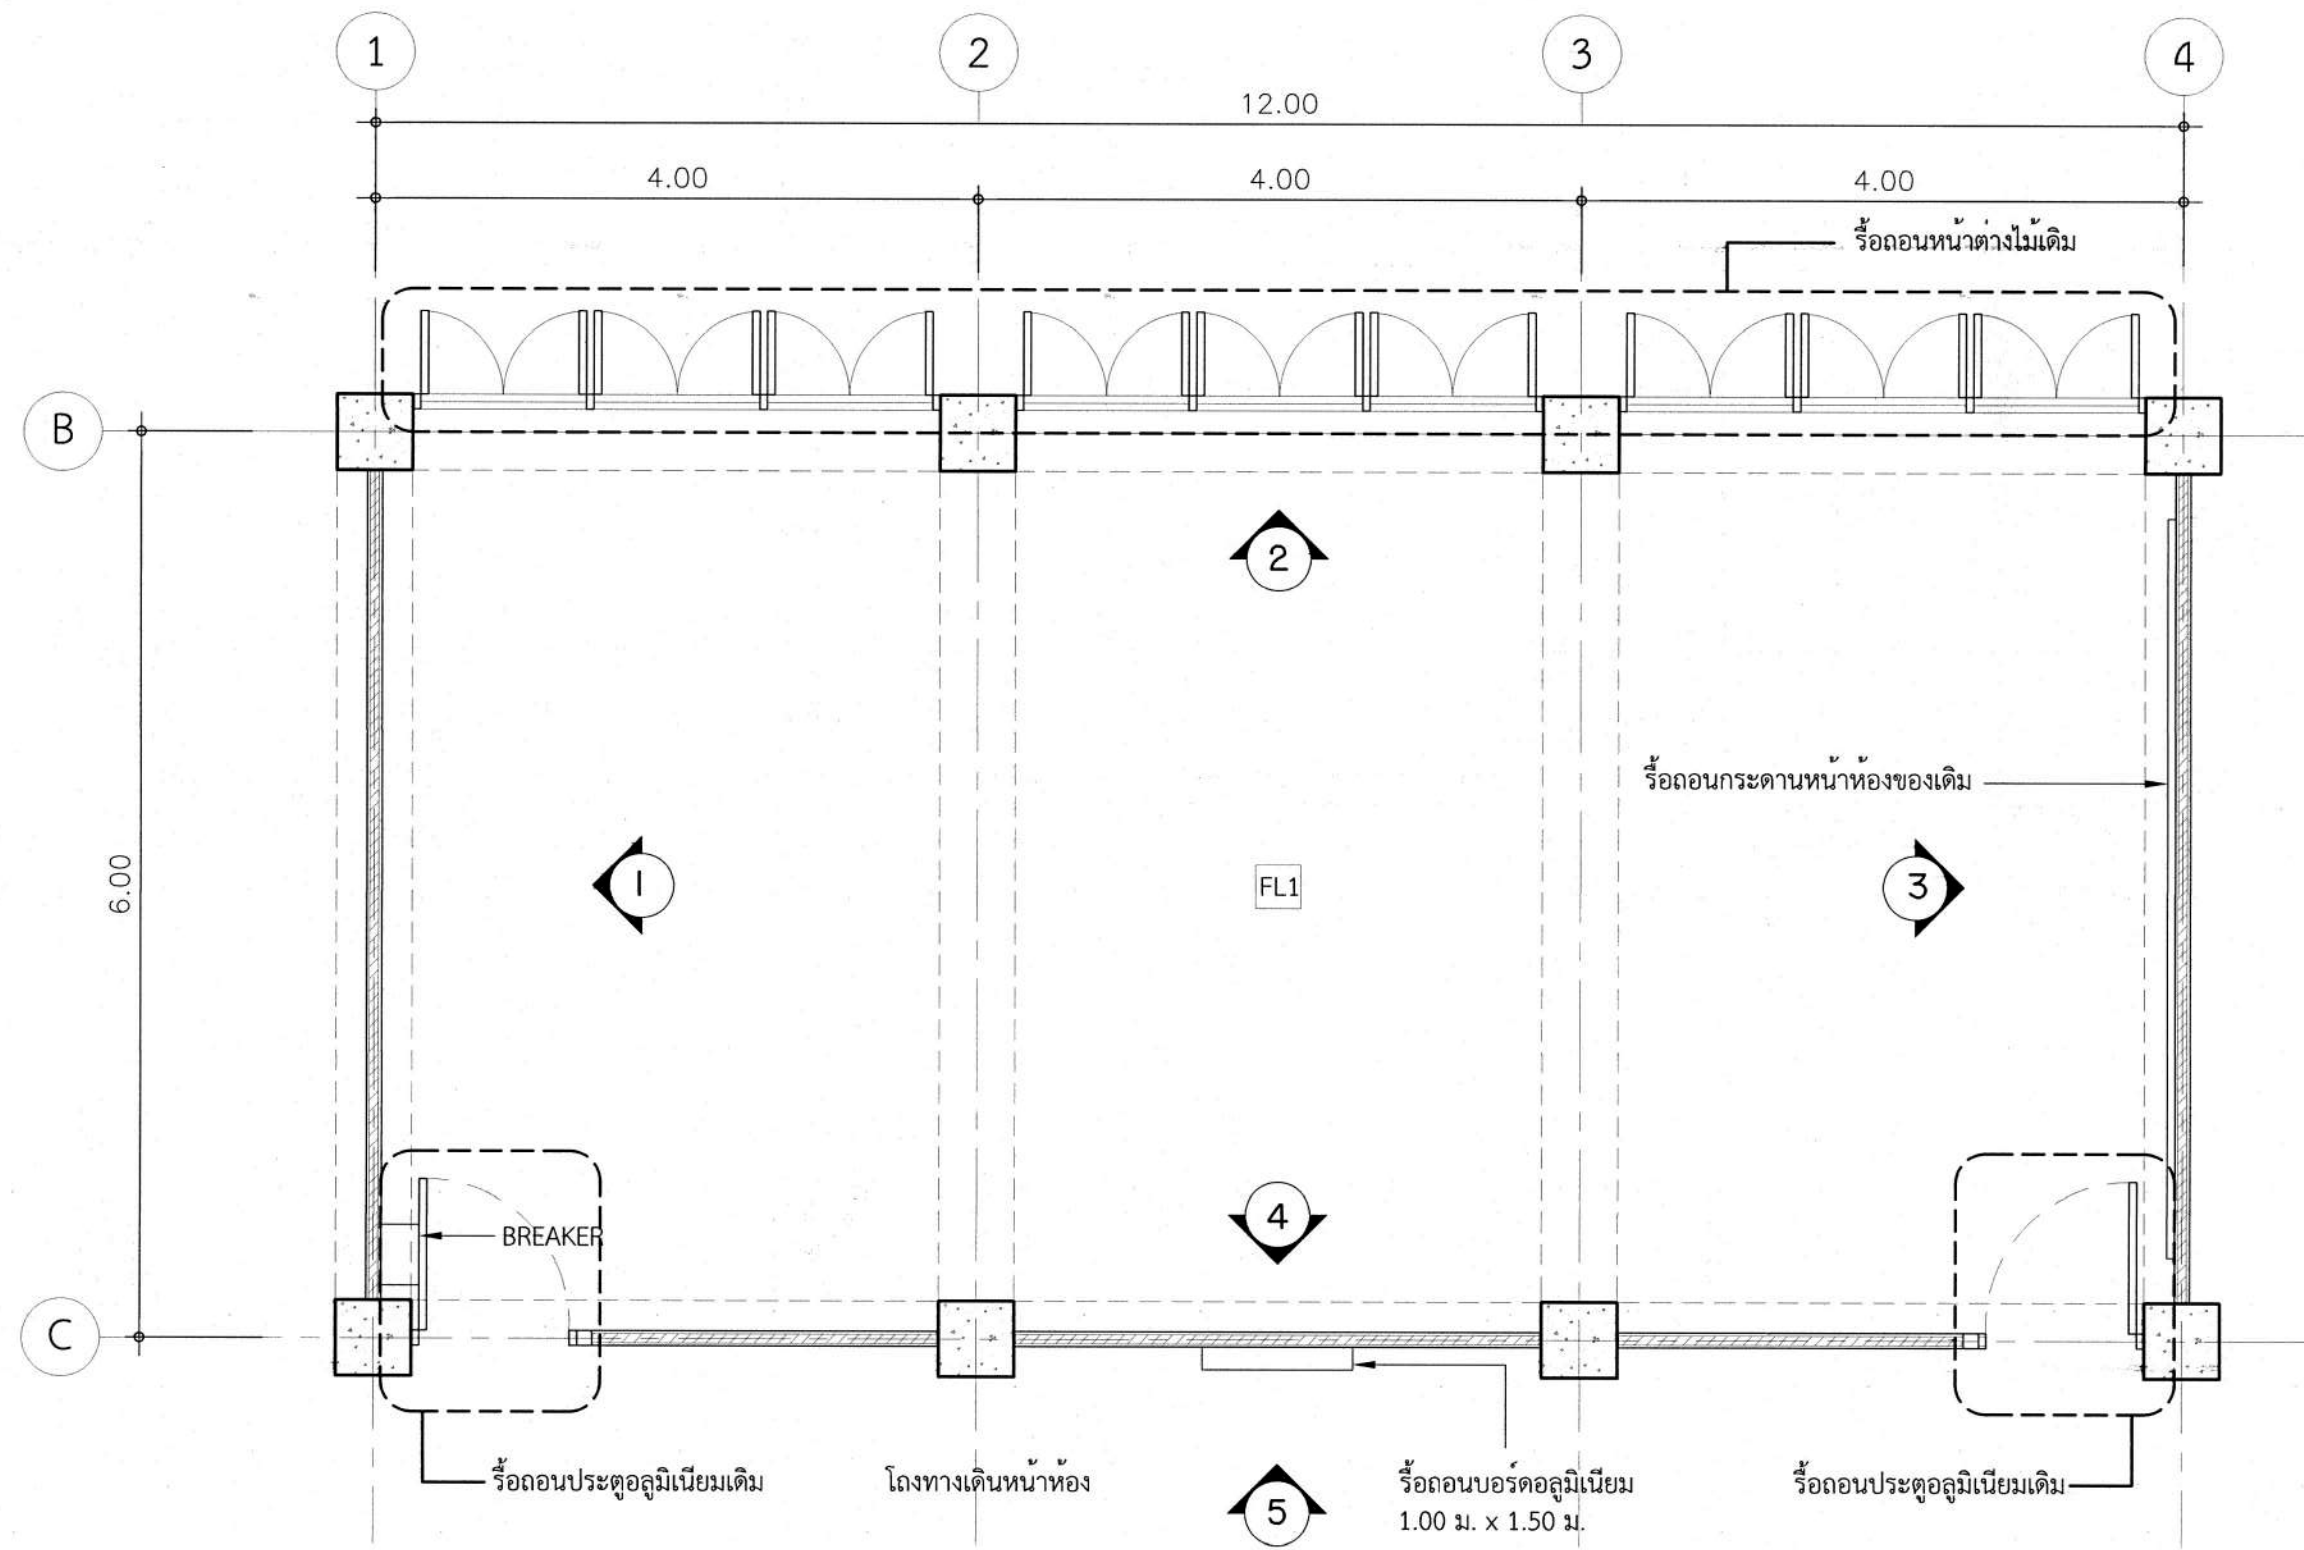 1
2
3
4
12.00
4.00
4.00
4.00
รื้อถอนหน้าต่างไม้เดิม
B
2
รื้อถอนกระดานหน้าห้องของเดิม
6.00
1
FL1
3
4
BREAKER
C
รื้อถอนประตูอลูมิเนียมเดิม
โถงทางเดินหน้าห้อง
5
รื้อถอนบอร์ดอลูมิเนียม
1.00 ม. x 1.50 ม.
รื้อถอนประตูอลูมิเนียมเดิม